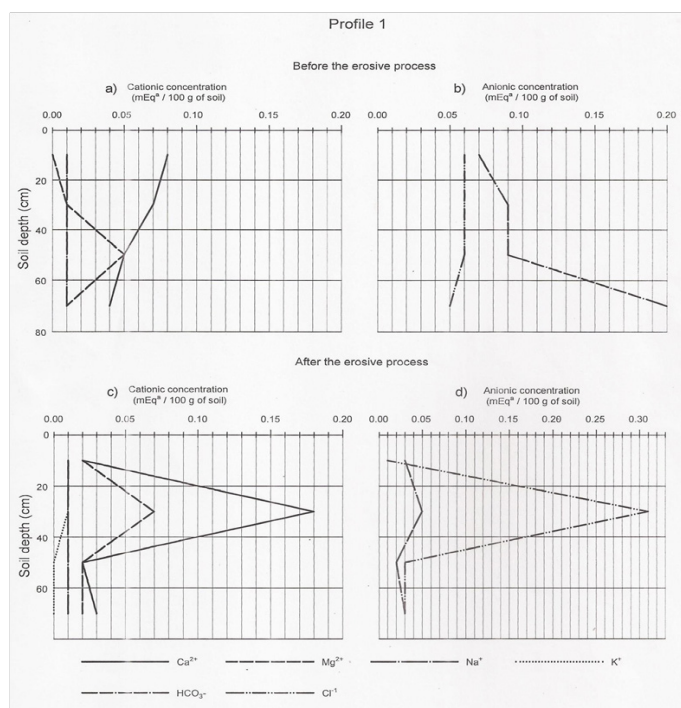 Profile 1
Before the erosive process
a) Cationic concentration
(mEqª / 100 g of soil)
b) Anionic concentration
(mEqª / 100 g of soil)
0.00 0.05 0.10 0.15 0.20
0.00 0.05 0.10 0.15 0.20
0
20
40
60
80
Soil depth (cm)
After the erosive process
c) Cationic concentration
(mEqª / 100 g of soil)
d) Anionic concentration
(mEqª / 100 g of soil)
0.00 0.05 0.10 0.15 0.20
0.00 0.05 0.10 0.15 0.20 0.25 0.30
0
20
40
60
Soil depth (cm)
Ca²⁺ Mg²⁺ Na⁺ K⁺
HCO₃- Cl⁻¹